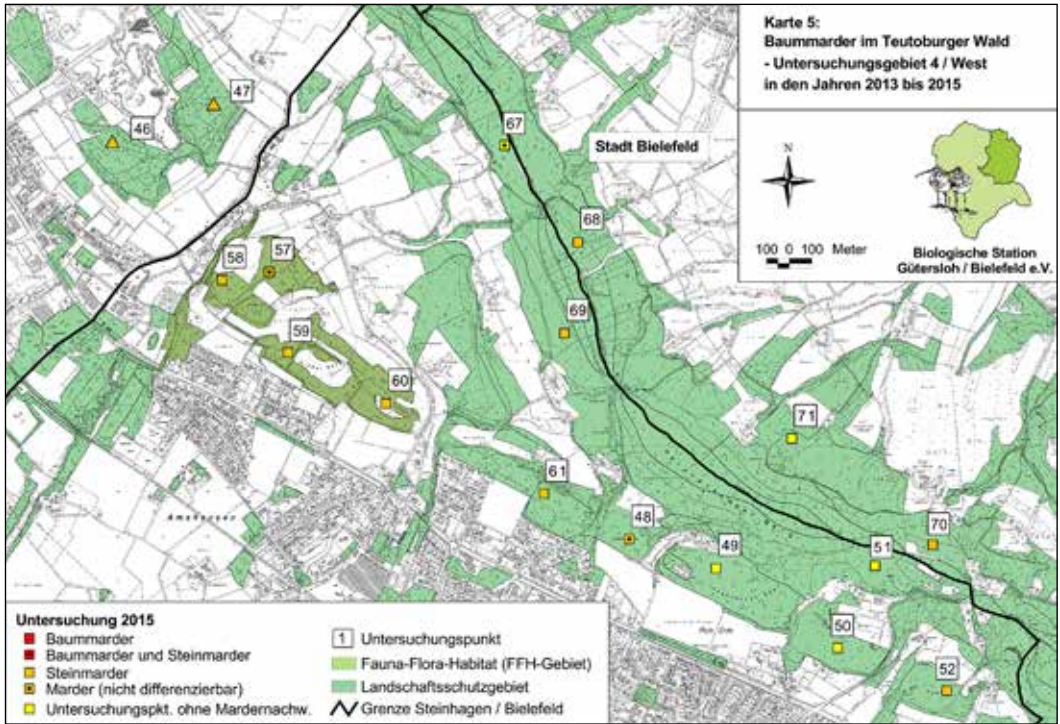 Karte 5:
Baummarder im Teutoburger Wald
- Untersuchungsgebiet 4 / West
in den Jahren 2013 bis 2015
N
100 0 100 Meter
Biologische Station
Gütersloh / Bielefeld e.V.
Stadt Bielefeld
47
46
67
68
58
57
69
59
60
71
61
48
49
51
70
50
52
Amshausen
Untersuchung 2015
Baummarder
Baummarder und Steinmarder
Steinmarder
Marder (nicht differenzierbar)
Untersuchungspkt. ohne Mardernachw.
1 Untersuchungspunkt
Fauna-Flora-Habitat (FFH-Gebiet)
Landschaftsschutzgebiet
Grenze Steinhagen / Bielefeld